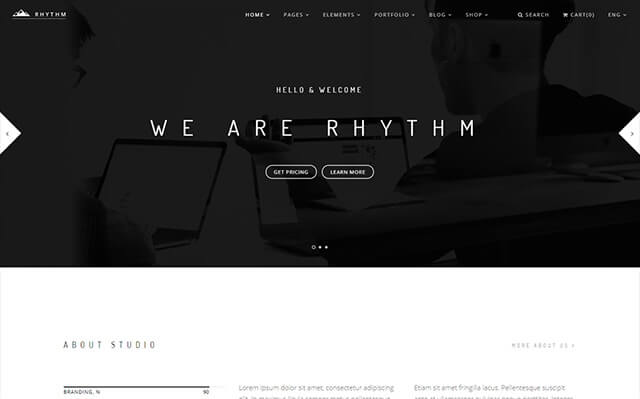 RHYTHM
HOME PAGES ELEMENTS PORTFOLIO BLOG SHOP SEARCH CART(0) ENG
HELLO & WELCOME
WE ARE RHYTHM
GET PRICING LEARN MORE
ABOUT STUDIO
MORE ABOUT US
BRANDING, % 90
Lorem ipsum dolor sit amet, consectetur adipiscing
Etiam sit amet fringilla lacus. Pellentesque suscipit